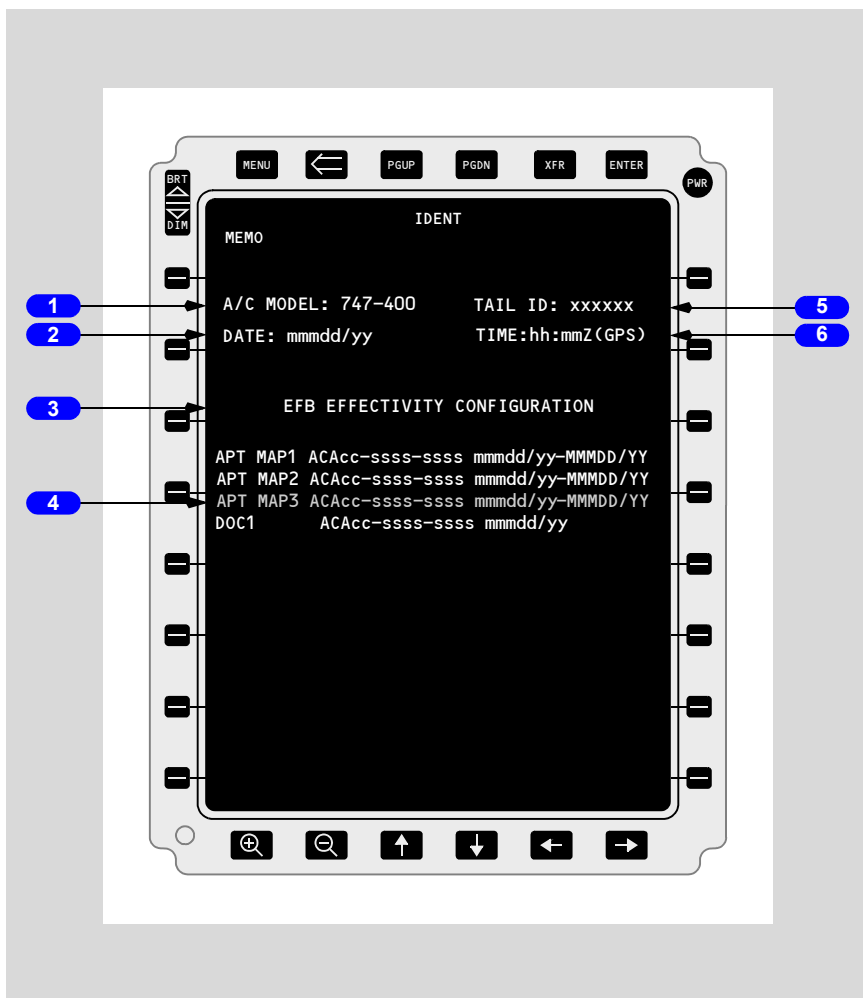 MENU PGUP PGDN XFR ENTER
BRT
PWR
DIM
IDENT
MEMO
1 A/C MODEL: 747-400 TAIL ID: xxxxxx 5
2 DATE: mmmdd/yy TIME:hh:mmZ(GPS) 6
3 EFB EFFECTIVITY CONFIGURATION
APT MAP1 ACAcc-ssss-ssss mmmdd/yy-MMMDD/YY
APT MAP2 ACAcc-ssss-ssss mmmdd/yy-MMMDD/YY
4 APT MAP3 ACAcc-ssss-ssss mmmdd/yy-MMMDD/YY
DOC1 ACAcc-ssss-ssss mmmdd/yy